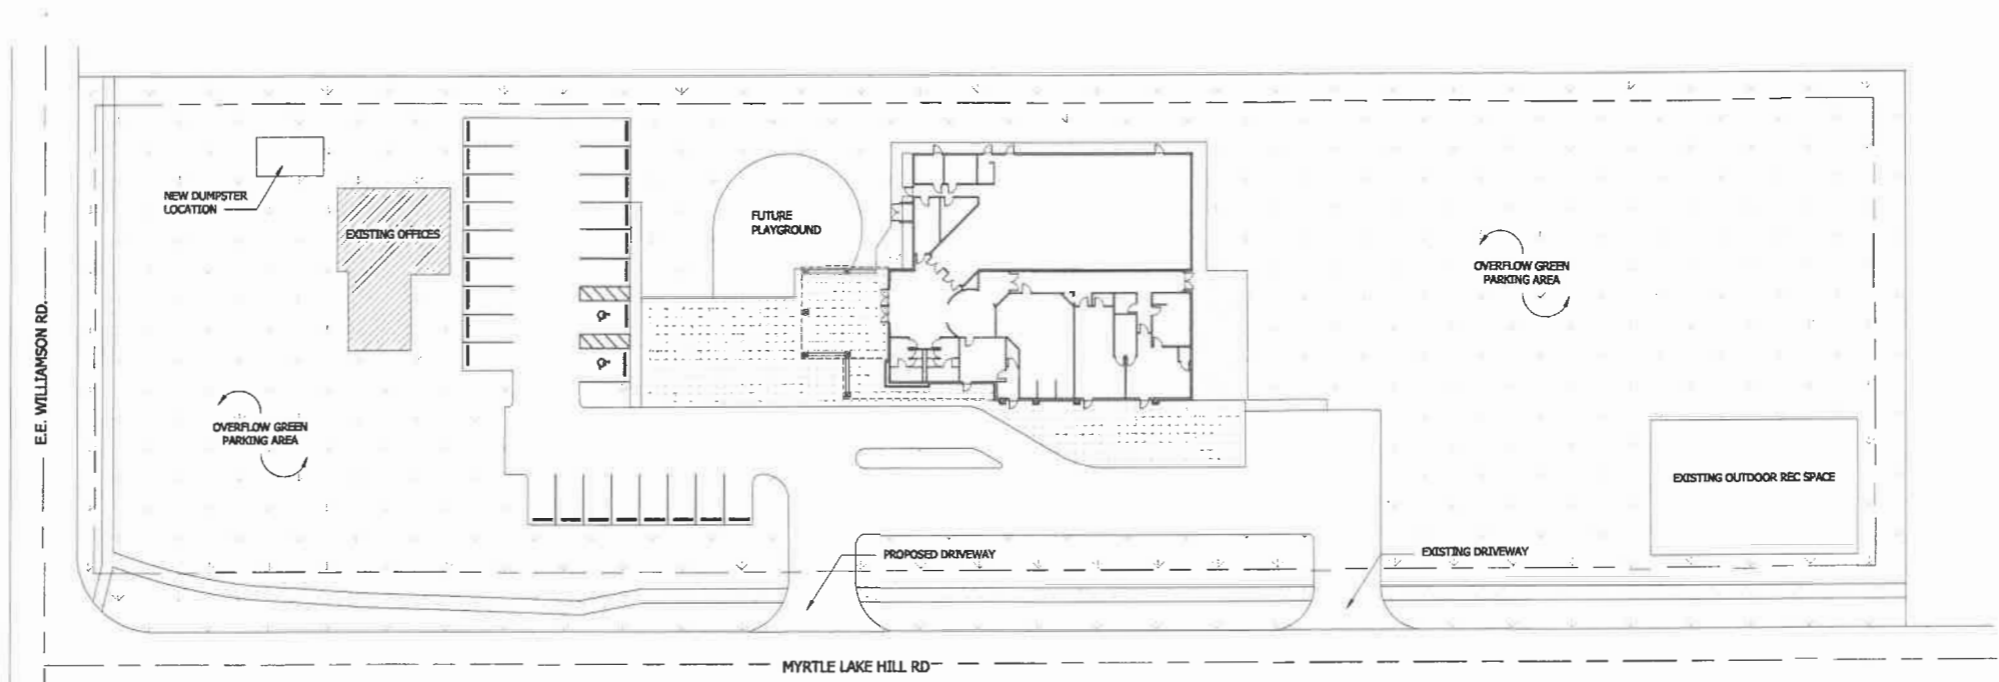 NEW DUMPSTER
LOCATION
EXISTING OFFICES
FUTURE
PLAYGROUND
OVERFLOW GREEN
PARKING AREA
E.E. WILLIAMSON RD.
OVERFLOW GREEN
PARKING AREA
EXISTING OUTDOOR REC SPACE
PROPOSED DRIVEWAY
EXISTING DRIVEWAY
MYRTLE LAKE HILL RD